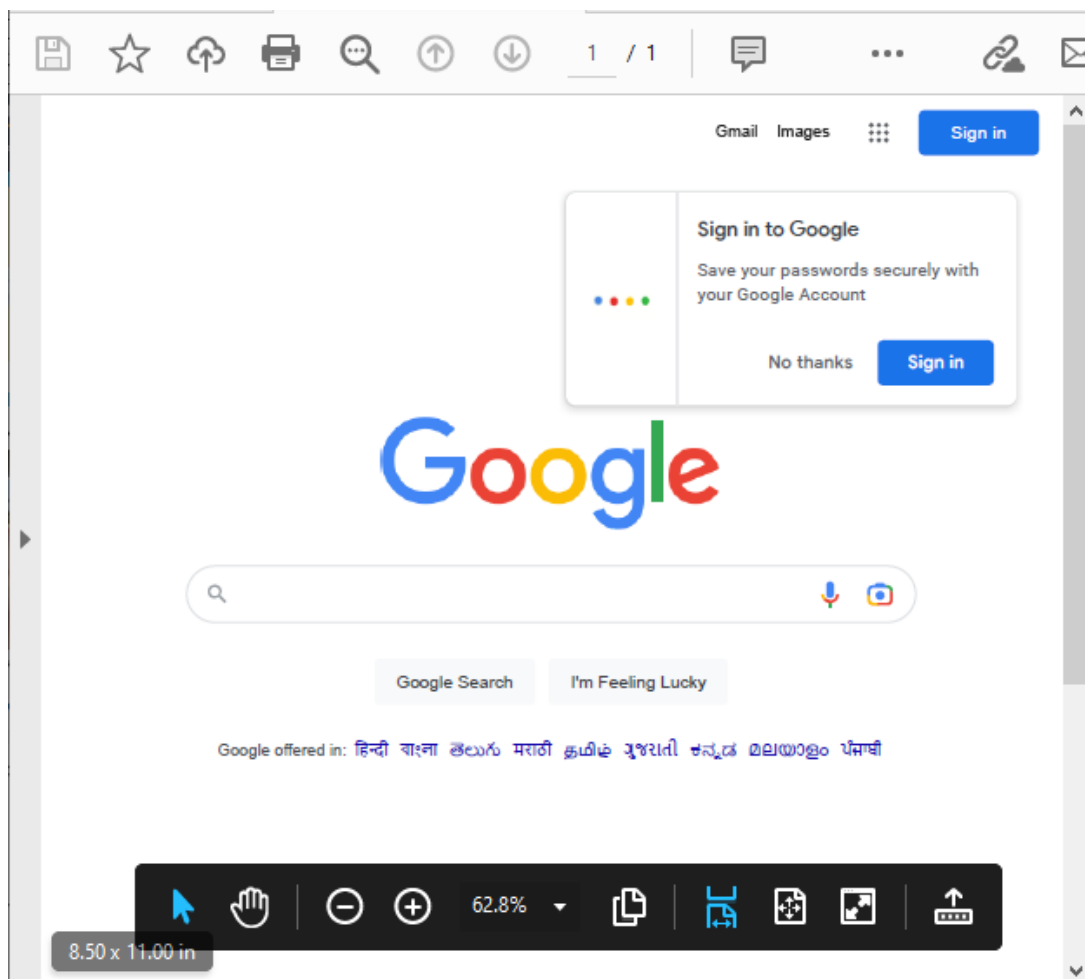 1 / 1
Gmail Images
Sign in
Sign in to Google
Save your passwords securely with
your Google Account
No thanks
Sign in
Google
Google Search
I'm Feeling Lucky
Google offered in: हिन्दी বাংলা తెలుగు मराठी தமிழ் ગુજરાતી ಕನ್ನಡ മലയാളം ਪੰਜਾਬੀ
62.8%
8.50 x 11.00 in